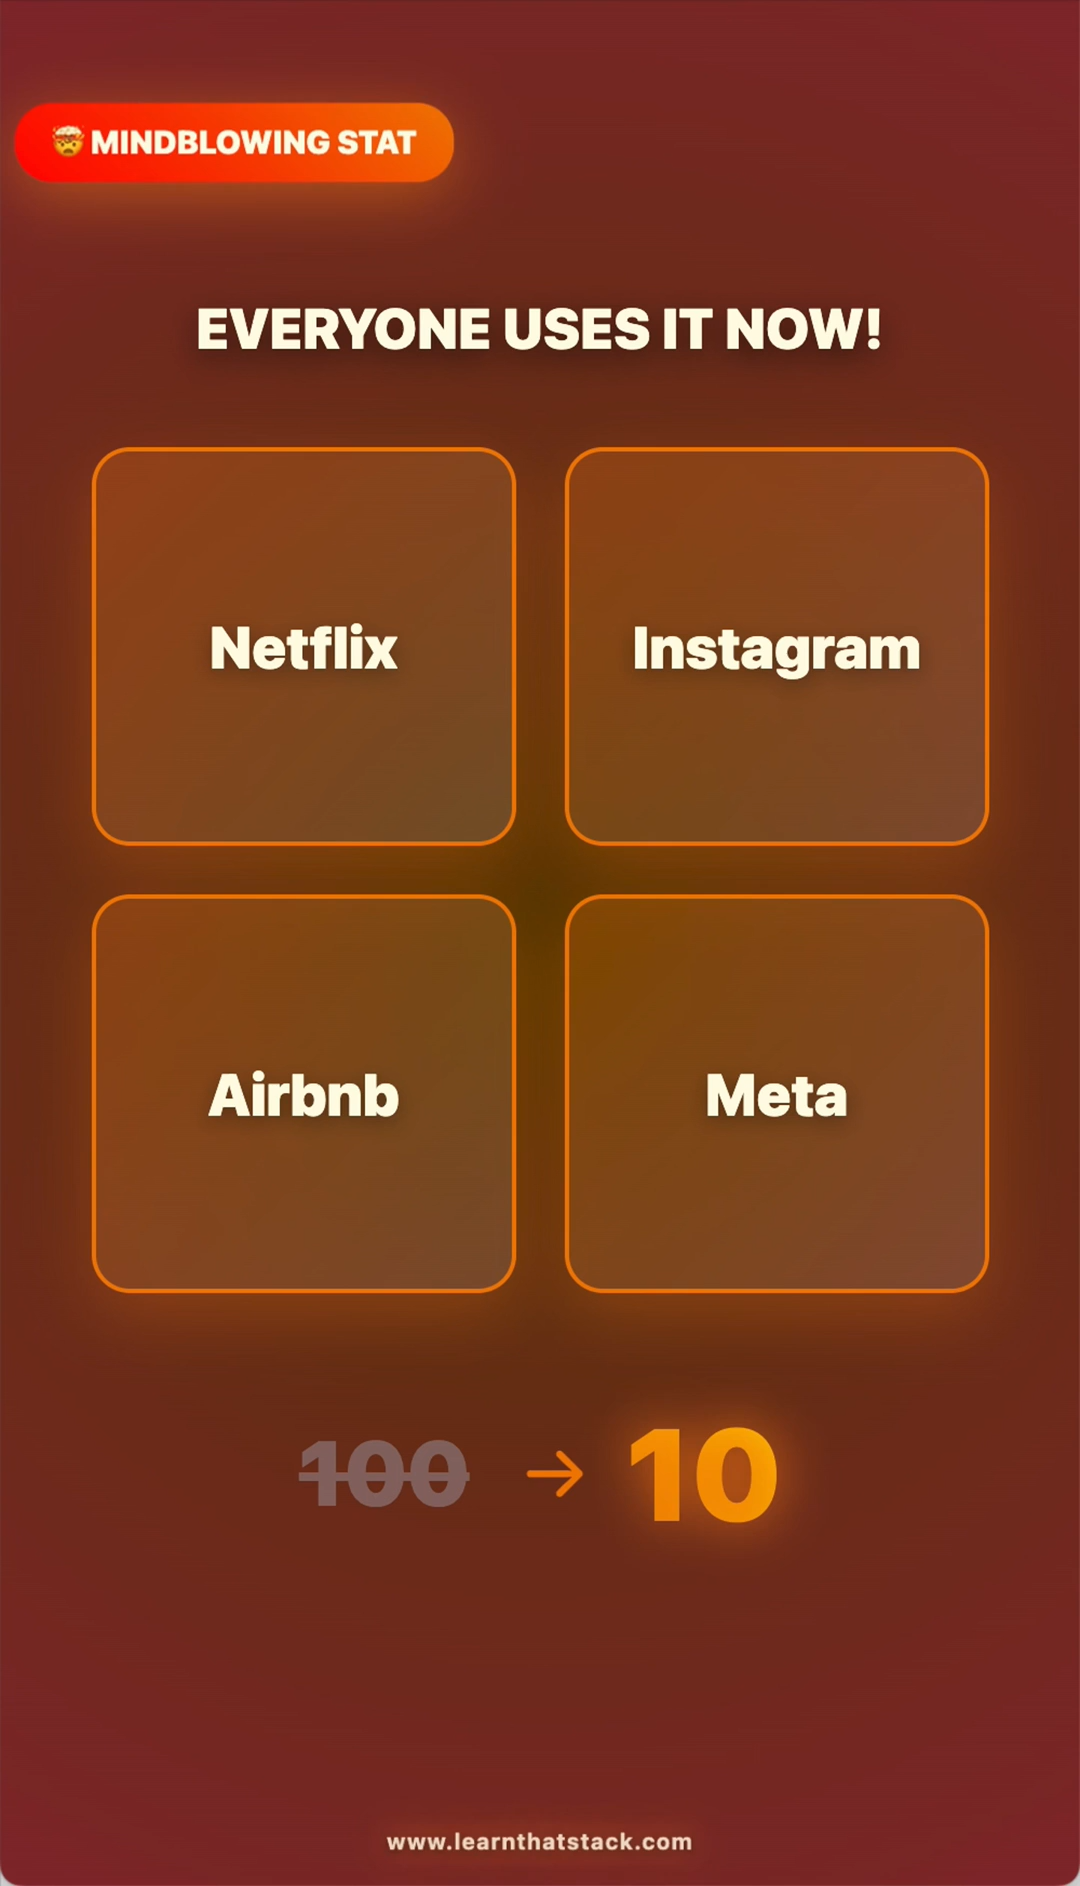 🤯 MINDBLOWING STAT
EVERYONE USES IT NOW!
Netflix
Instagram
Airbnb
Meta
100 → 10
www.learnthatstack.com